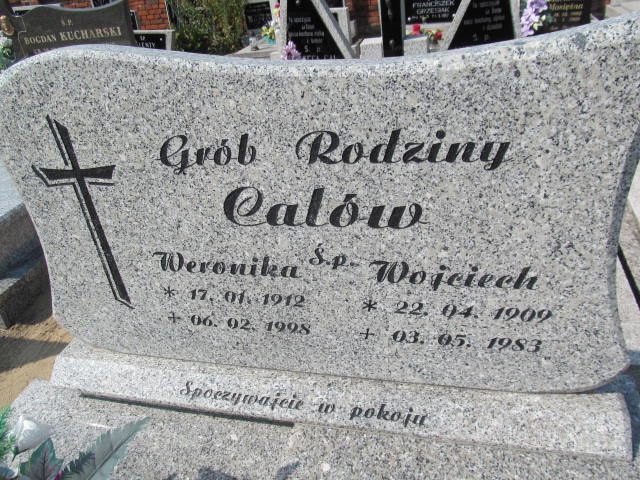 Ś.P.
BOGDAN KUCHARSKI
FRANCISZEK
Grób Rodziny
Calów
Ś.p.
Weronika
* 17. 01. 1912
+ 06. 02. 1998
Wojciech
* 22. 04. 1909
+ 03. 05. 1983
Spoczywajcie w pokoju